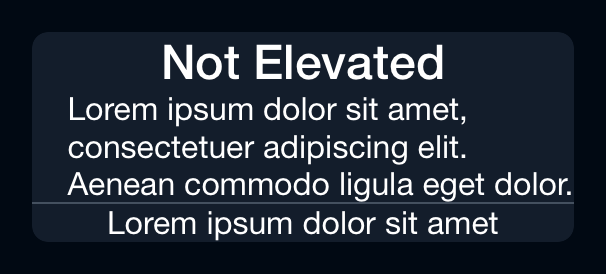 Not Elevated
Lorem ipsum dolor sit amet,
consectetuer adipiscing elit.
Aenean commodo ligula eget dolor.
Lorem ipsum dolor sit amet